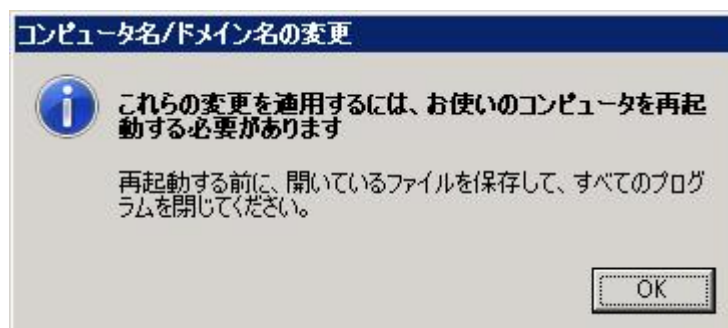 コンピュータ名/ドメイン名の変更
これらの変更を適用するには、お使いのコンピュータを再起
動する必要があります
再起動する前に、開いているファイルを保存して、すべてのプログ
ラムを閉じてください。
OK